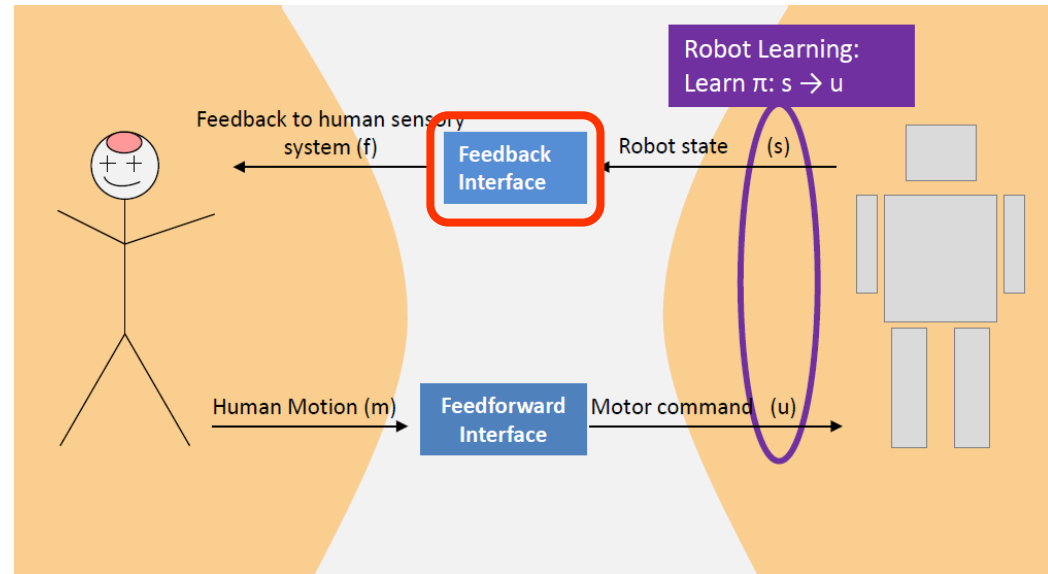 Robot Learning:
Learn π: s → u
Feedback to human sensory
system (f)
Feedback
Interface
Robot state (s)
Human Motion (m)
Feedforward
Interface
Motor command (u)